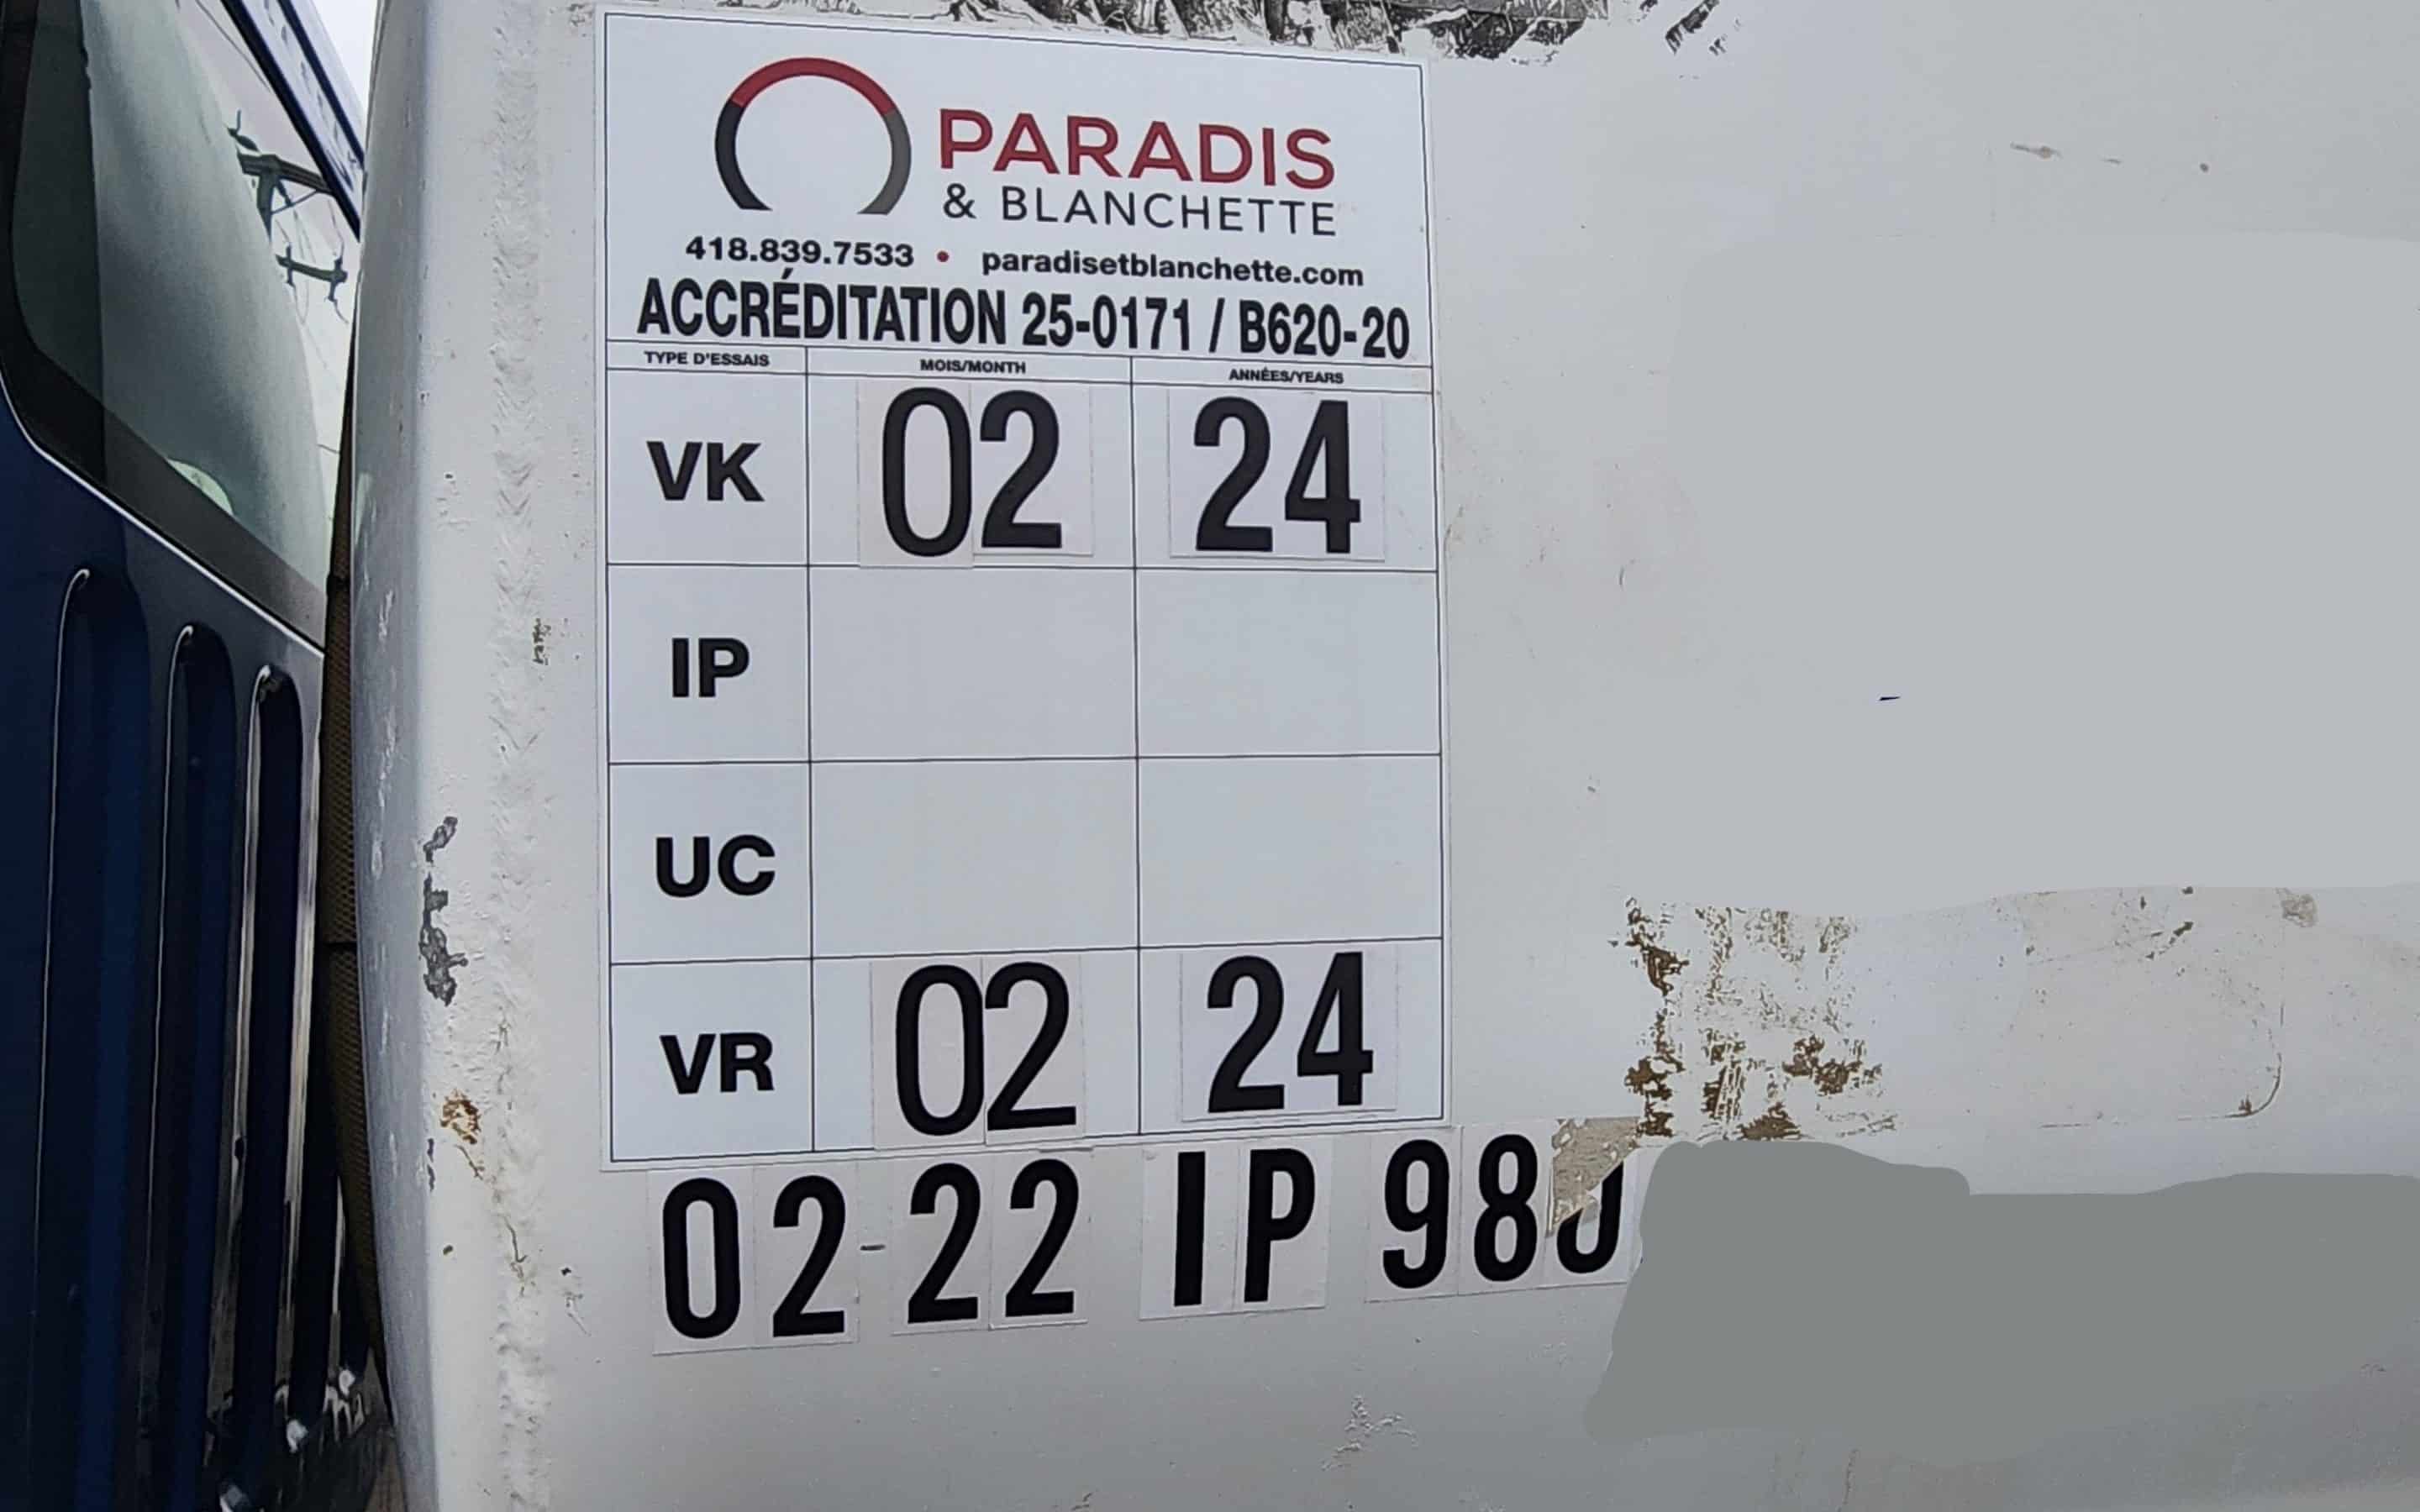 PARADIS
& BLANCHETTE
418.839.7533 • paradisetblanchette.com
ACCRÉDITATION 25-0171 / B620-20
TYPE D'ESSAIS MOIS/MONTH ANNÉES/YEARS
VK 02 24
IP
UC
VR 02 24
02-22 IP